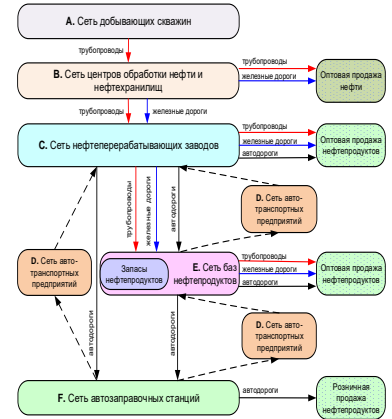 A. Сеть добывающих скважин
трубопроводы
B. Сеть центров обработки нефти и
нефтехранилищ
трубопроводы
железные дороги
Оптовая продажа
нефти
трубопроводы
железные дороги
C. Сеть нефтеперерабатывающих заводов
трубопроводы
железные дороги
автодороги
Оптовая продажа
нефтепродуктов
трубопроводы
железные дороги
автодороги
D. Сеть авто-
транспортных
предприятий
D. Сеть авто-
транспортных
предприятий
Запасы
нефтепродуктов
E. Сеть баз
нефтепродуктов
трубопроводы
железные дороги
автодороги
Оптовая продажа
нефтепродуктов
автодороги
автодороги
D. Сеть авто-
транспортных
предприятий
F. Сеть автозаправочных станций
автодороги
Розничная
продажа
нефтепродуктов